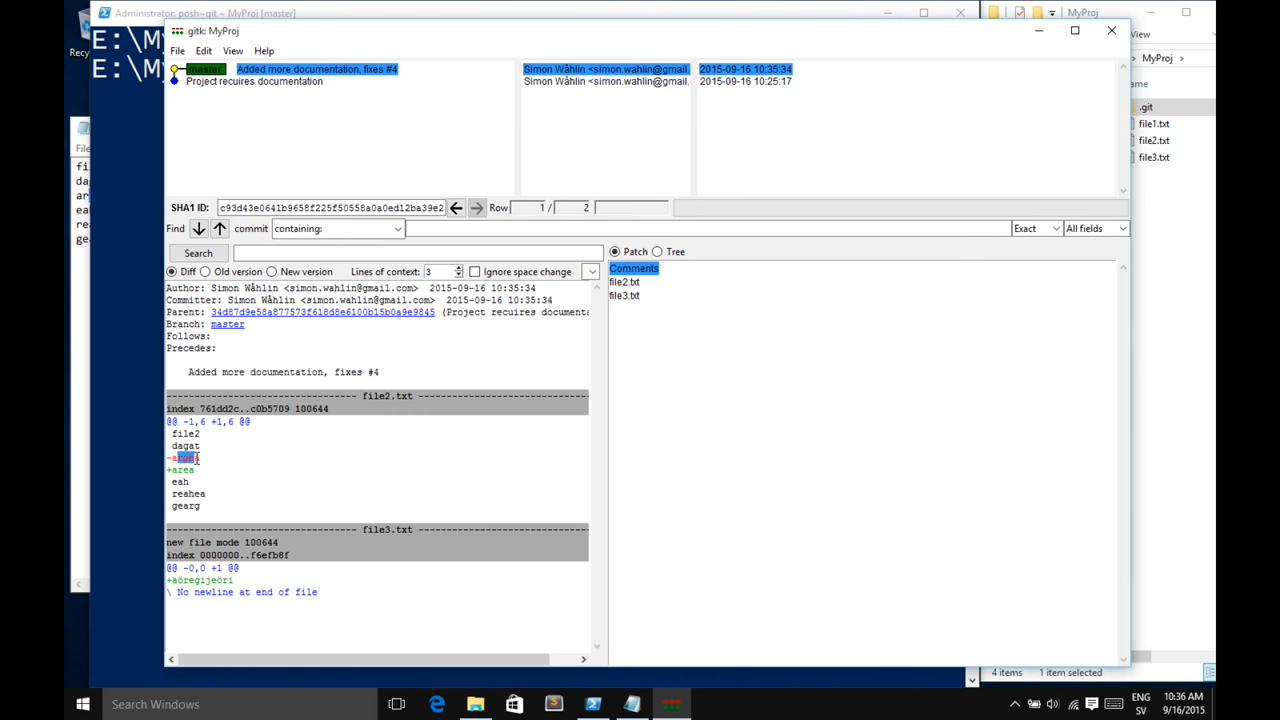 Administrator: posh~git ~ MyProj [master]
gitk: MyProj
MyProj
E:\My
E:\My
File Edit View Help
View
MyProj
master Added more documentation, fixes #4 Simon Wåhlin <simon.wahlin@gmail. 2015-09-16 10:35:34
Project recuires documentation Simon Wåhlin <simon.wahlin@gmail. 2015-09-16 10:25:17
.git
file1.txt
file2.txt
file3.txt
SHA1 ID: c93d43e0641b9658f225f50558a0a0ed12ba39e2 Row 1 / 2
Find commit containing: Exact All fields
Search
Patch Tree
Diff Old version New version Lines of context: 3 Ignore space change
Comments
file2.txt
file3.txt
Author: Simon Wåhlin <simon.wahlin@gmail.com> 2015-09-16 10:35:34
Committer: Simon Wåhlin <simon.wahlin@gmail.com> 2015-09-16 10:35:34
Parent: 34d87d9e58a877573f618d8e6100b15b0a9e9845 (Project recuires documenta
Branch: master
Follows:
Precedes:
Added more documentation, fixes #4
file2.txt
index 761dd2c..c0b5709 100644
@@ -1,6 +1,6 @@
file2
dagat
+area
eah
reahea
gearg
file3.txt
new file mode 100644
index 0000000..f6efb8f
@@ -0,0 +1 @@
+aöregijeöri
\ No newline at end of file
4 items 1 item selected
Search Windows
ENG
SV
10:36 AM
9/16/2015